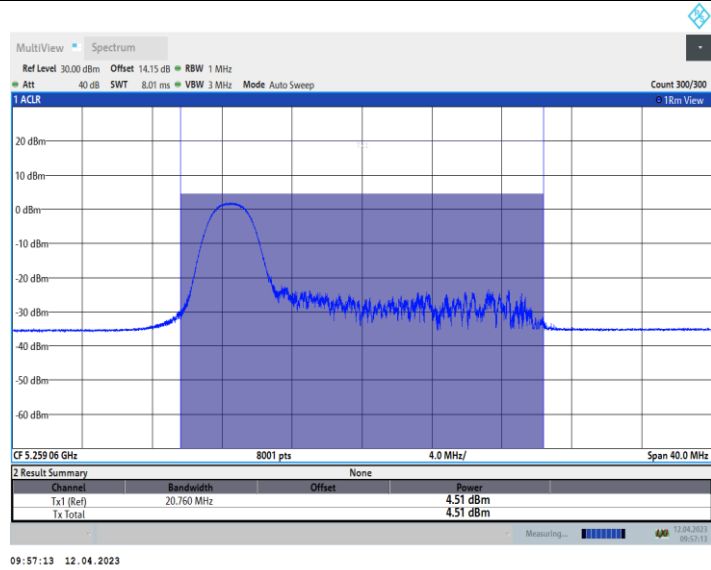 R S
MultiView Spectrum
Ref Level 30.00 dBm Offset 14.15 dB RBW 1 MHz
Att 40 dB SWT 8.01 ms VBW 3 MHz Mode Auto Sweep Count 300/300
1 ACLR 1Rm View
20 dBm
10 dBm
0 dBm
-10 dBm
-20 dBm
-30 dBm
-40 dBm
-50 dBm
-60 dBm
CF 5.259 06 GHz 8001 pts 4.0 MHz/ Span 40.0 MHz
2 Result Summary None
Channel Bandwidth Offset Power
Tx1 (Ref) 20.760 MHz 4.51 dBm
Tx Total 4.51 dBm
Measuring... 12.04.2023
09:57:13
09:57:13 12.04.2023